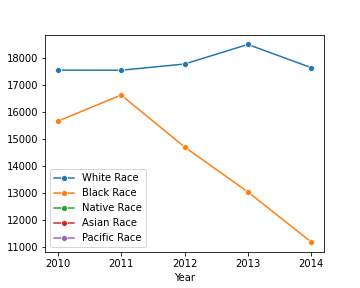 18000
17000
16000
15000
14000
13000
12000
11000
White Race
Black Race
Native Race
Asian Race
Pacific Race
2010 2011 2012 2013 2014
Year